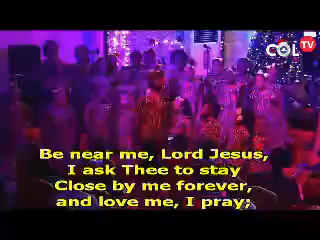 COL TV
Be near me, Lord Jesus,
I ask Thee to stay
Close by me forever,
and love me, I pray;